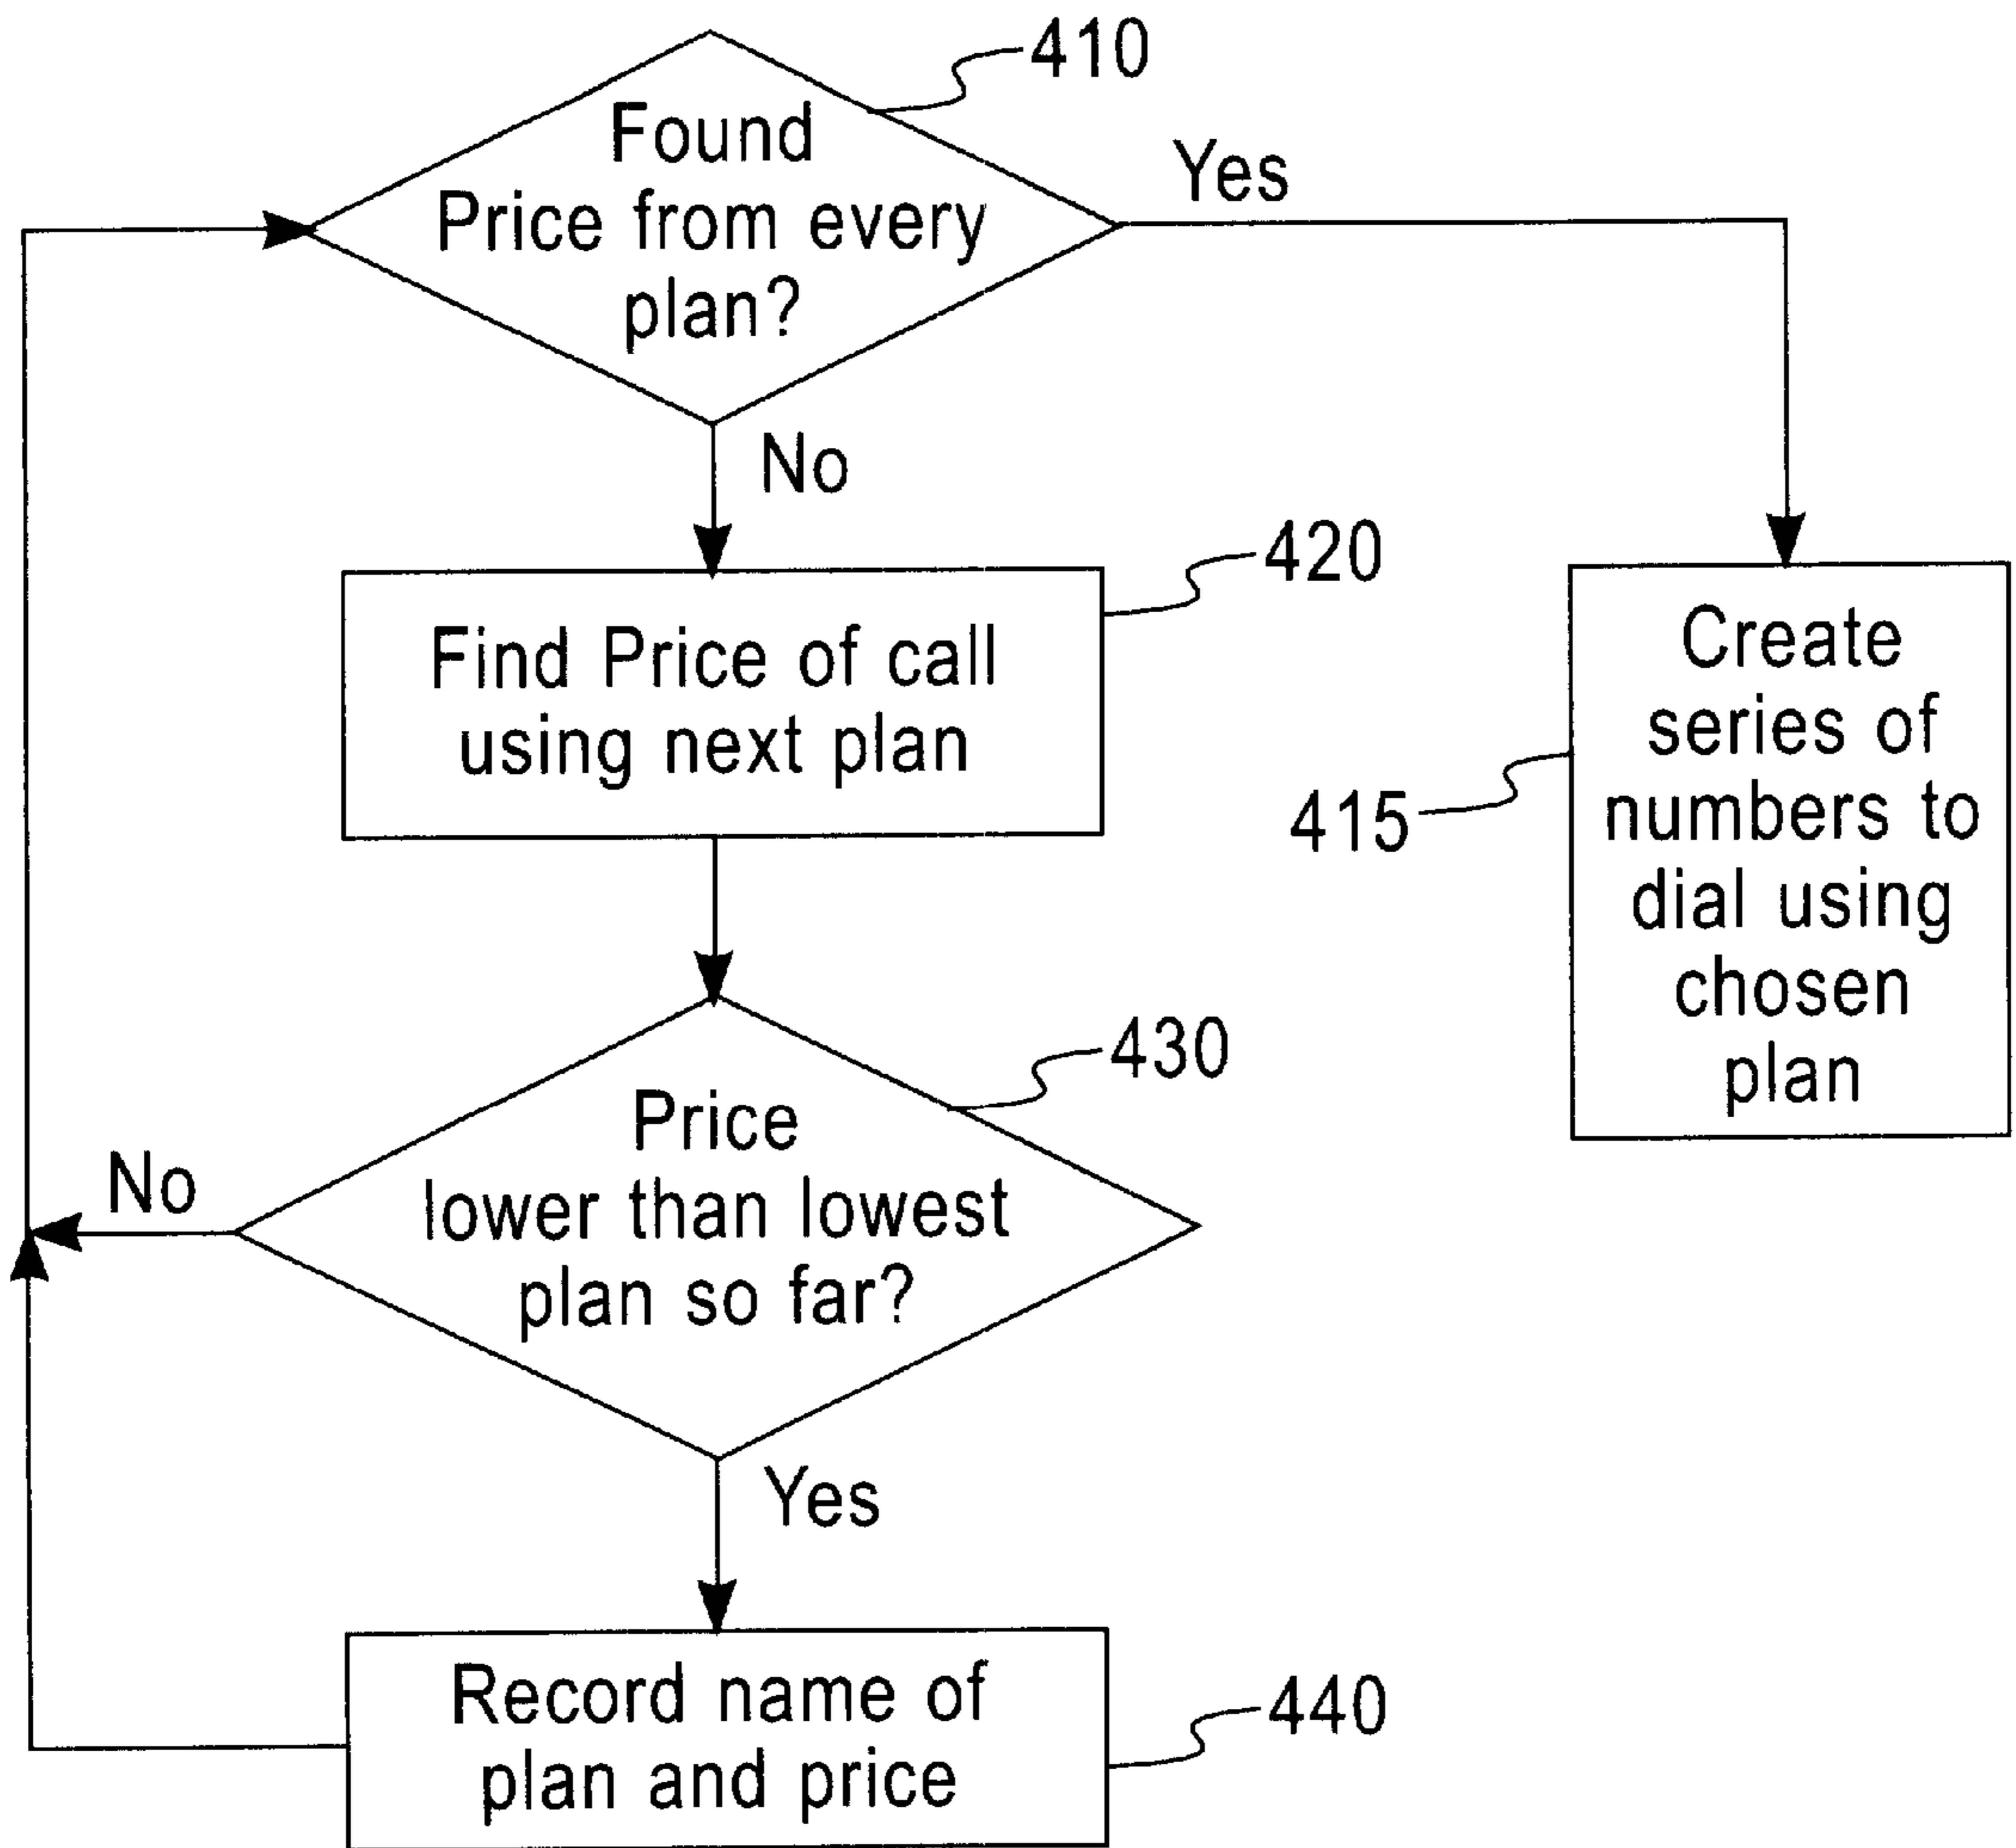 410
Found
Price from every
plan?
Yes
No
420
Find Price of call
using next plan
Create
series of
numbers to
dial using
chosen
plan
415
430
Price
lower than lowest
plan so far?
No
Yes
Record name of
plan and price
440